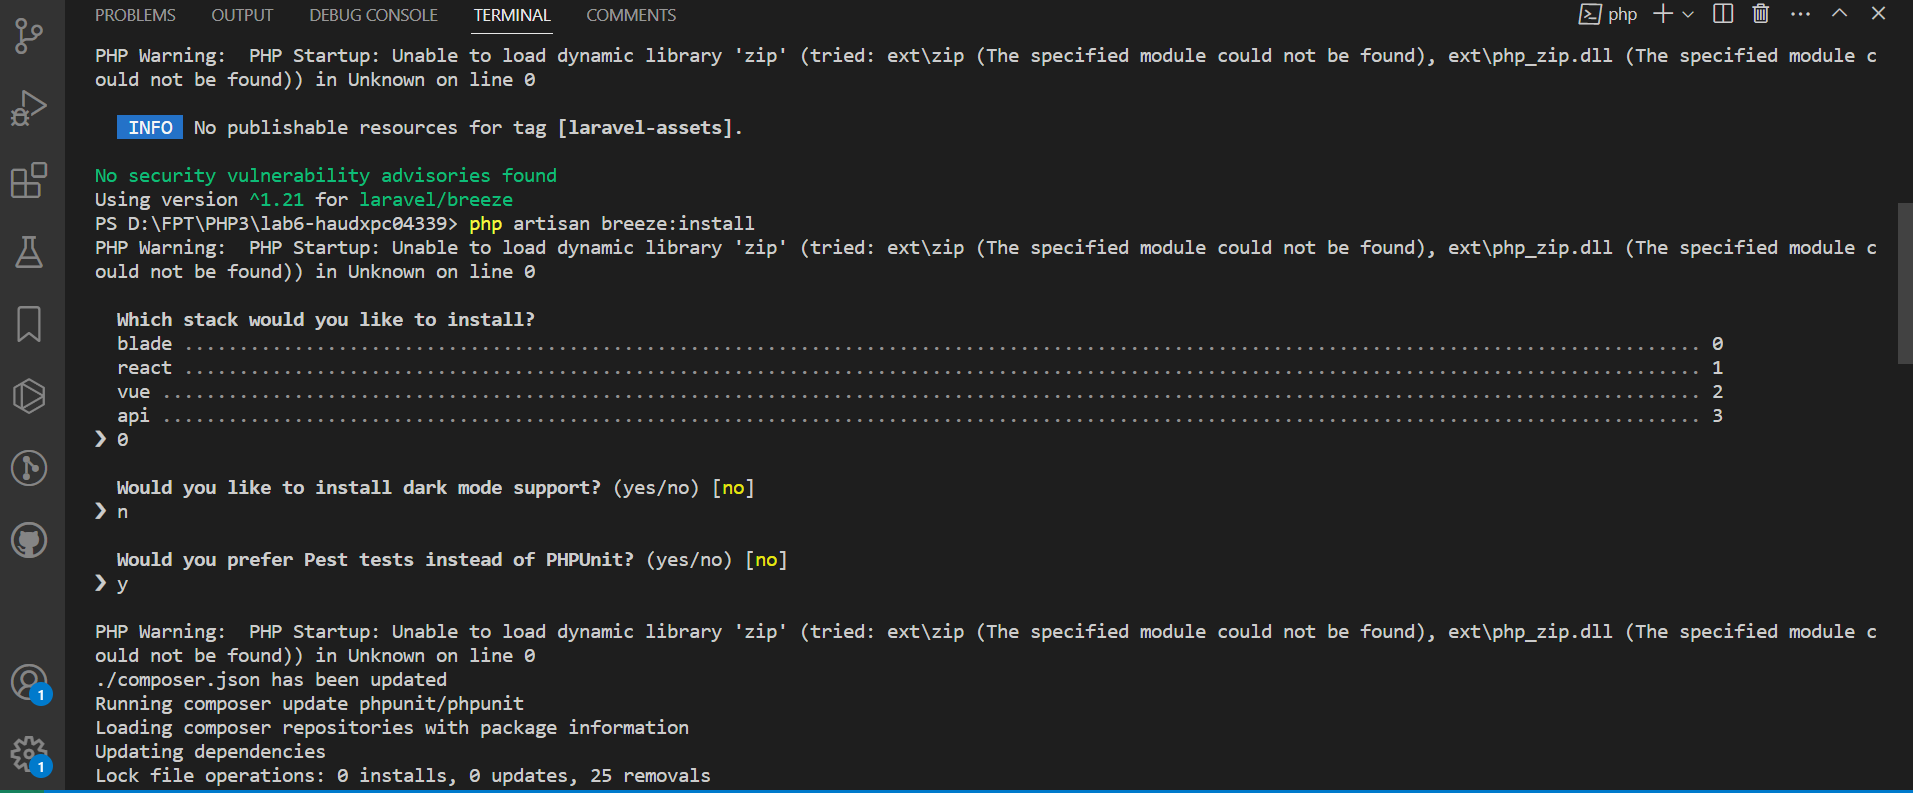 PROBLEMS OUTPUT DEBUG CONSOLE TERMINAL COMMENTS php
PHP Warning:  PHP Startup: Unable to load dynamic library 'zip' (tried: ext\zip (The specified module could not be found), ext\php_zip.dll (The specified module c
ould not be found)) in Unknown on line 0
INFO No publishable resources for tag [laravel-assets].
No security vulnerability advisories found
Using version ^1.21 for laravel/breeze
PS D:\FPT\PHP3\lab6-haudxpc04339> php artisan breeze:install
PHP Warning:  PHP Startup: Unable to load dynamic library 'zip' (tried: ext\zip (The specified module could not be found), ext\php_zip.dll (The specified module c
ould not be found)) in Unknown on line 0
Which stack would you like to install?
blade ........................................................................................................................................... 0
react ........................................................................................................................................... 1
vue ............................................................................................................................................. 2
api ............................................................................................................................................. 3
❯ 0
Would you like to install dark mode support? (yes/no) [no]
❯ n
Would you prefer Pest tests instead of PHPUnit? (yes/no) [no]
❯ y
PHP Warning:  PHP Startup: Unable to load dynamic library 'zip' (tried: ext\zip (The specified module could not be found), ext\php_zip.dll (The specified module c
ould not be found)) in Unknown on line 0
./composer.json has been updated
Running composer update phpunit/phpunit
Loading composer repositories with package information
Updating dependencies
Lock file operations: 0 installs, 0 updates, 25 removals
1
1